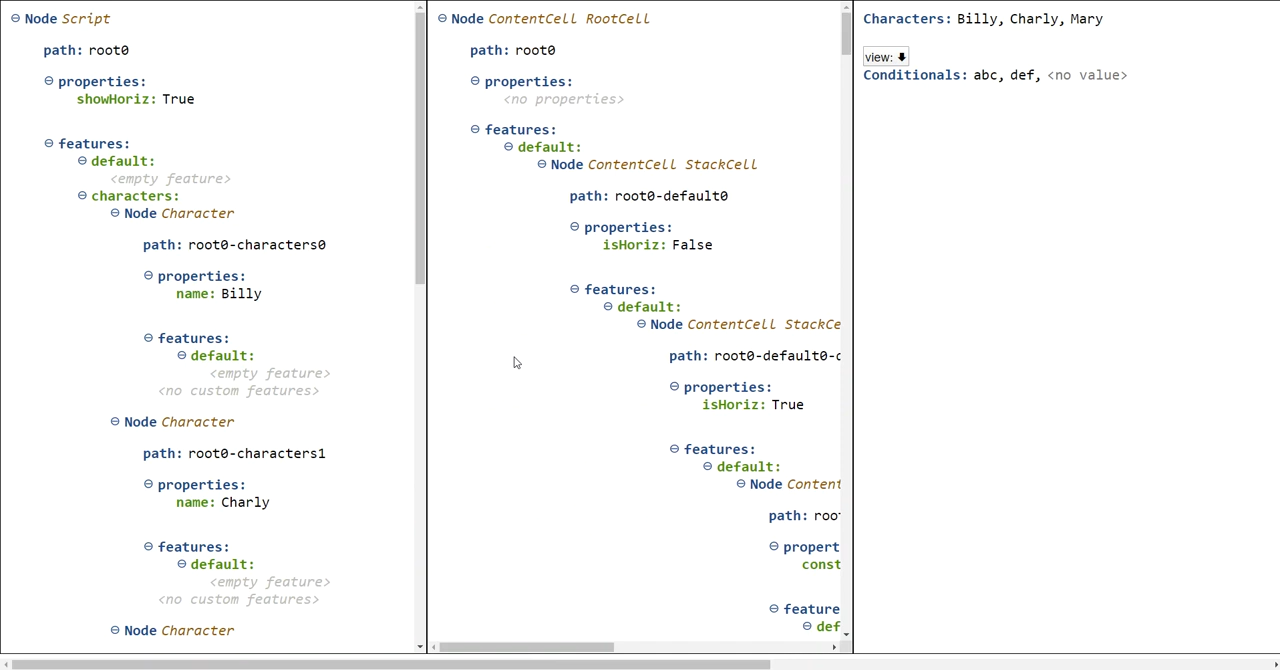 Node Script
path: root0
properties:
showHoriz: True
features:
default:
<empty feature>
characters:
Node Character
path: root0-characters0
properties:
name: Billy
features:
default:
<empty feature>
<no custom features>
Node Character
path: root0-characters1
properties:
name: Charly
features:
default:
<empty feature>
<no custom features>
Node Character
Node ContentCell RootCell
path: root0
properties:
<no properties>
features:
default:
Node ContentCell StackCell
path: root0-default0
properties:
isHoriz: False
features:
default:
Node ContentCell StackCe
path: root0-default0-d
properties:
isHoriz: True
features:
default:
Node Content
path: root
propert
const
feature
def
Characters: Billy, Charly, Mary
view:
Conditionals: abc, def, <no value>